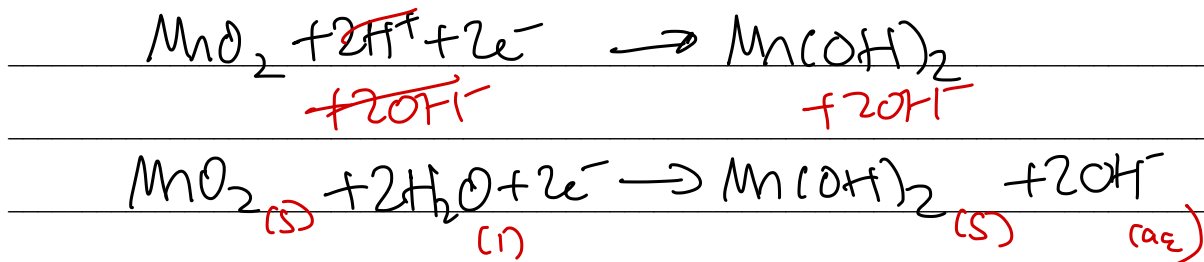 MnO₂ + 2H⁺ + 2e⁻ → Mn(OH)₂
+2OH⁻ +2OH⁻
MnO₂ (s) + 2H₂O (l) + 2e⁻ → Mn(OH)₂ (s) + 2OH⁻ (aq)